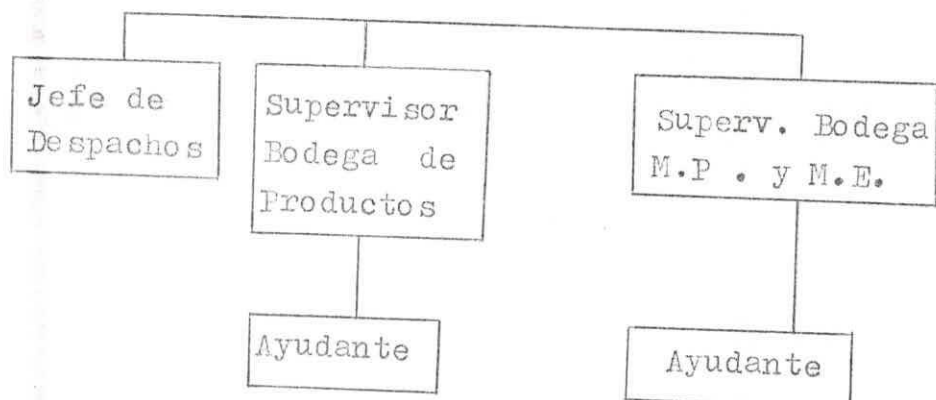 Jefe de
Despachos
Supervisor
Bodega de
Productos
Superv. Bodega
M.P . y M.E.
Ayudante
Ayudante